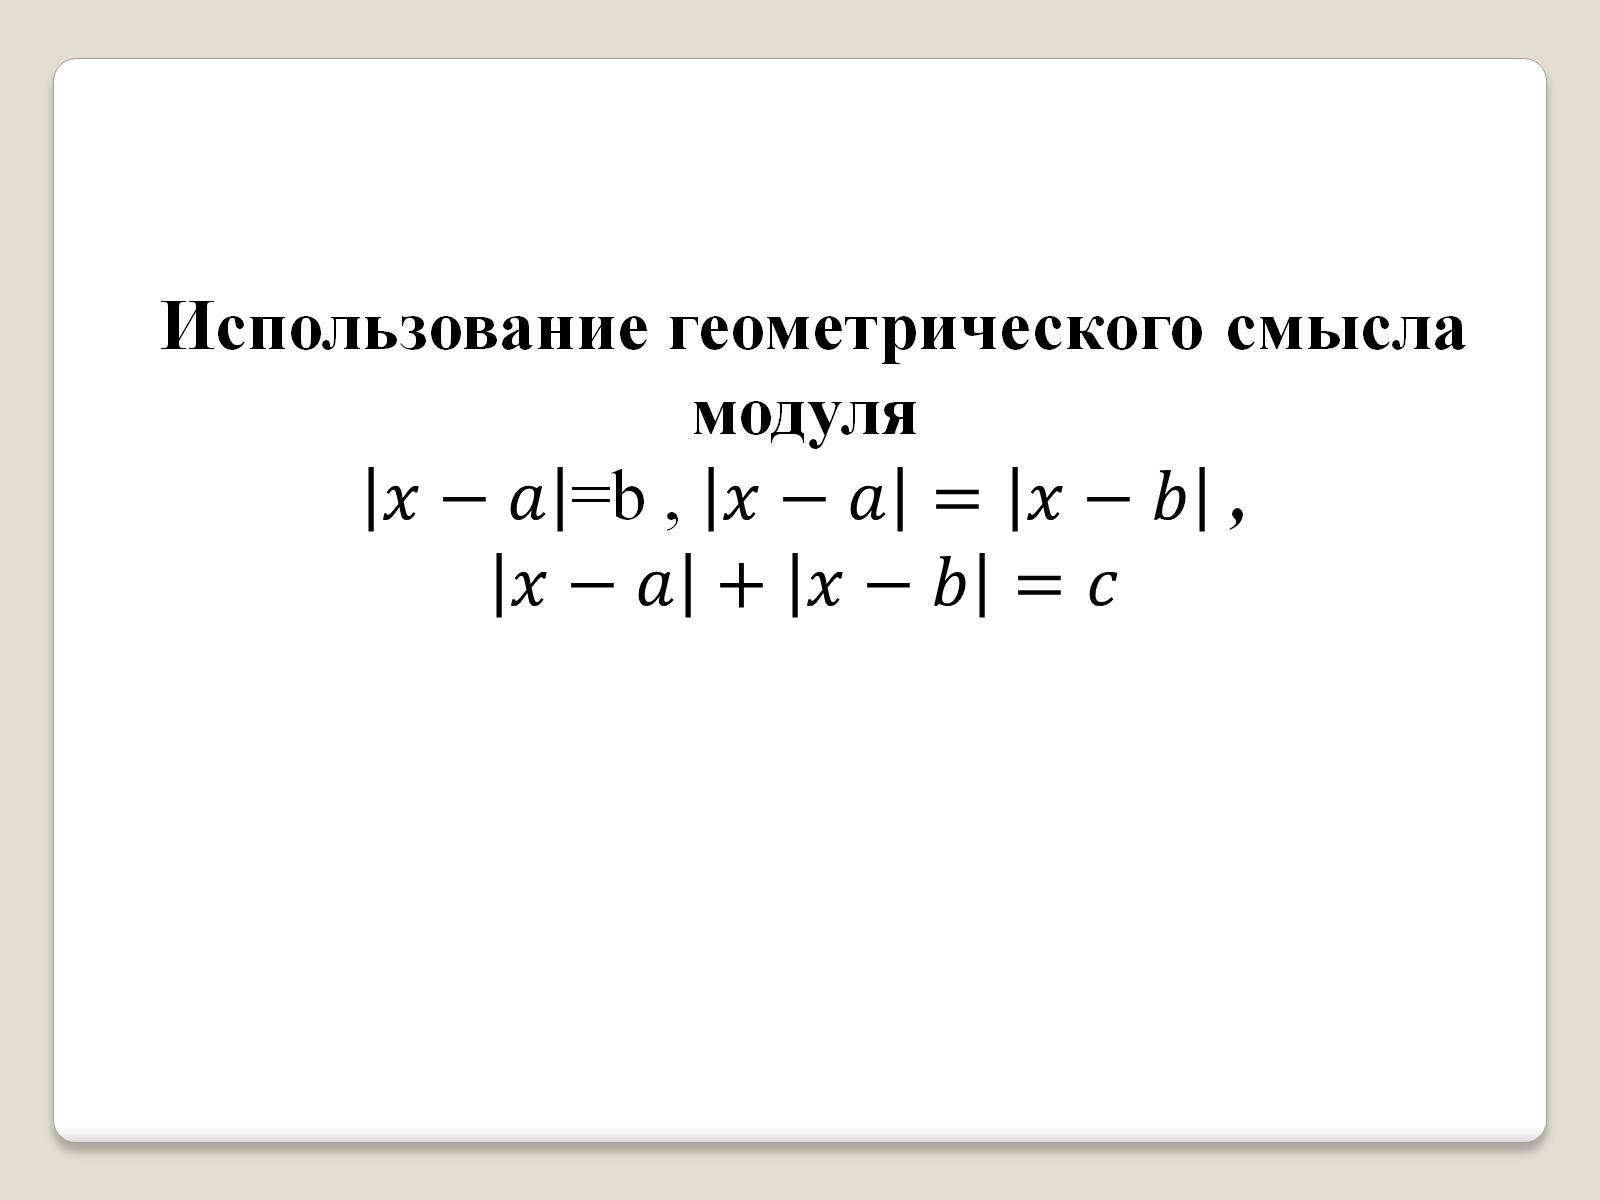 Использование геометрического смысла
модуля
|x − a|=b , |x − a| = |x − b| ,
|x − a| + |x − b| = c